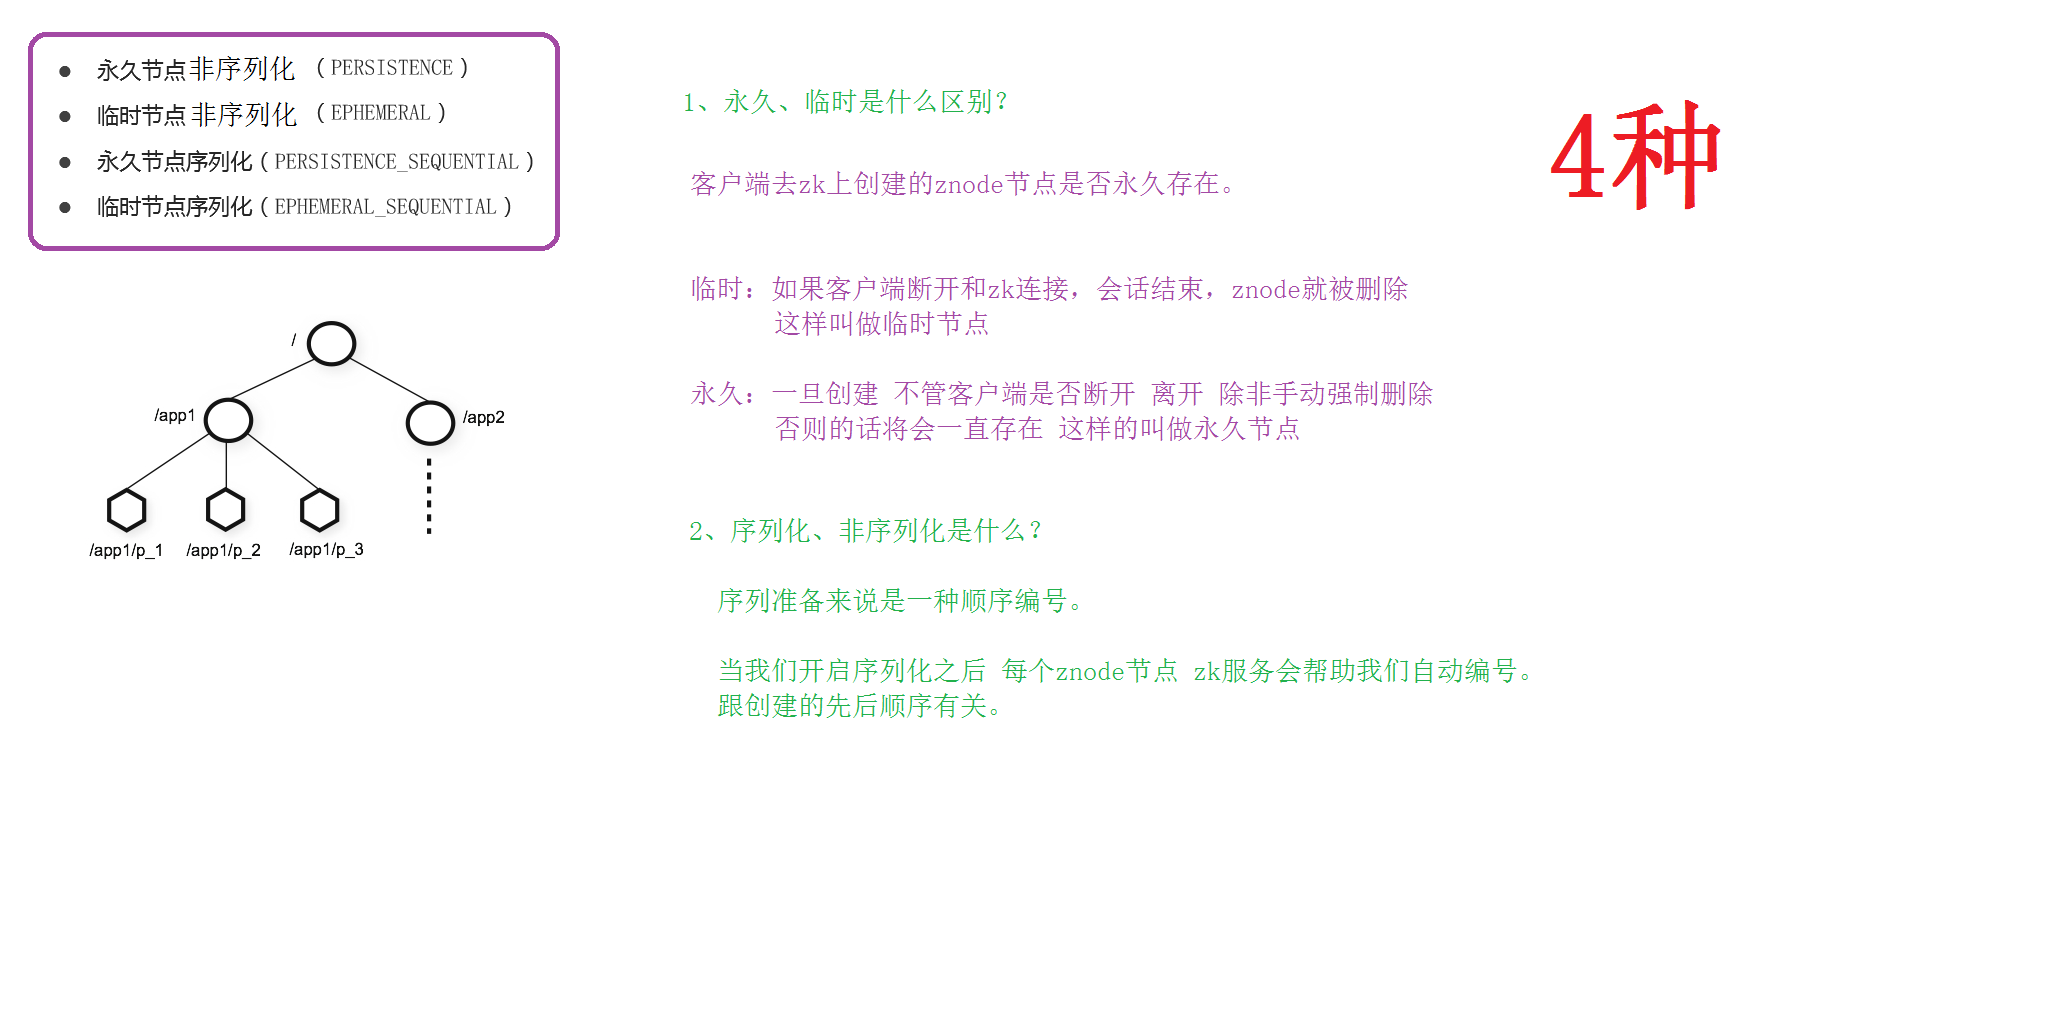 ● 永久节点非序列化 （PERSISTENCE）
● 临时节点非序列化 （EPHEMERAL）
● 永久节点序列化（PERSISTENCE_SEQUENTIAL）
● 临时节点序列化（EPHEMERAL_SEQUENTIAL）
/
/app1
/app2
/app1/p_1
/app1/p_2
/app1/p_3
1、永久、临时是什么区别？
客户端去zk上创建的znode节点是否永久存在。
临时：如果客户端断开和zk连接，会话结束，znode就被删除
这样叫做临时节点
永久：一旦创建 不管客户端是否断开 离开 除非手动强制删除
否则的话将会一直存在 这样的叫做永久节点
2、序列化、非序列化是什么？
序列准备来说是一种顺序编号。
当我们开启序列化之后 每个znode节点 zk服务会帮助我们自动编号。
跟创建的先后顺序有关。
4种